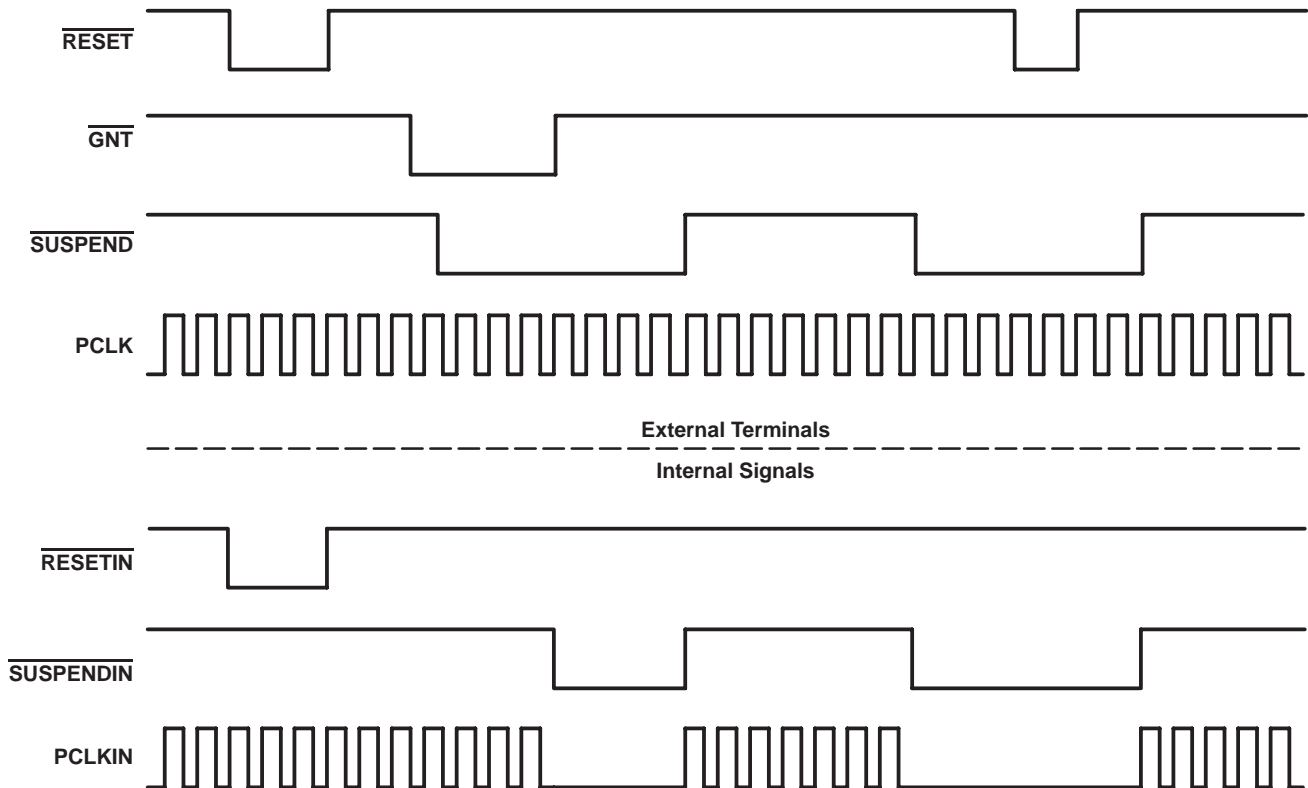 RESET
GNT
SUSPEND
PCLK
External Terminals
Internal Signals
RESETIN
SUSPENDIN
PCLKIN